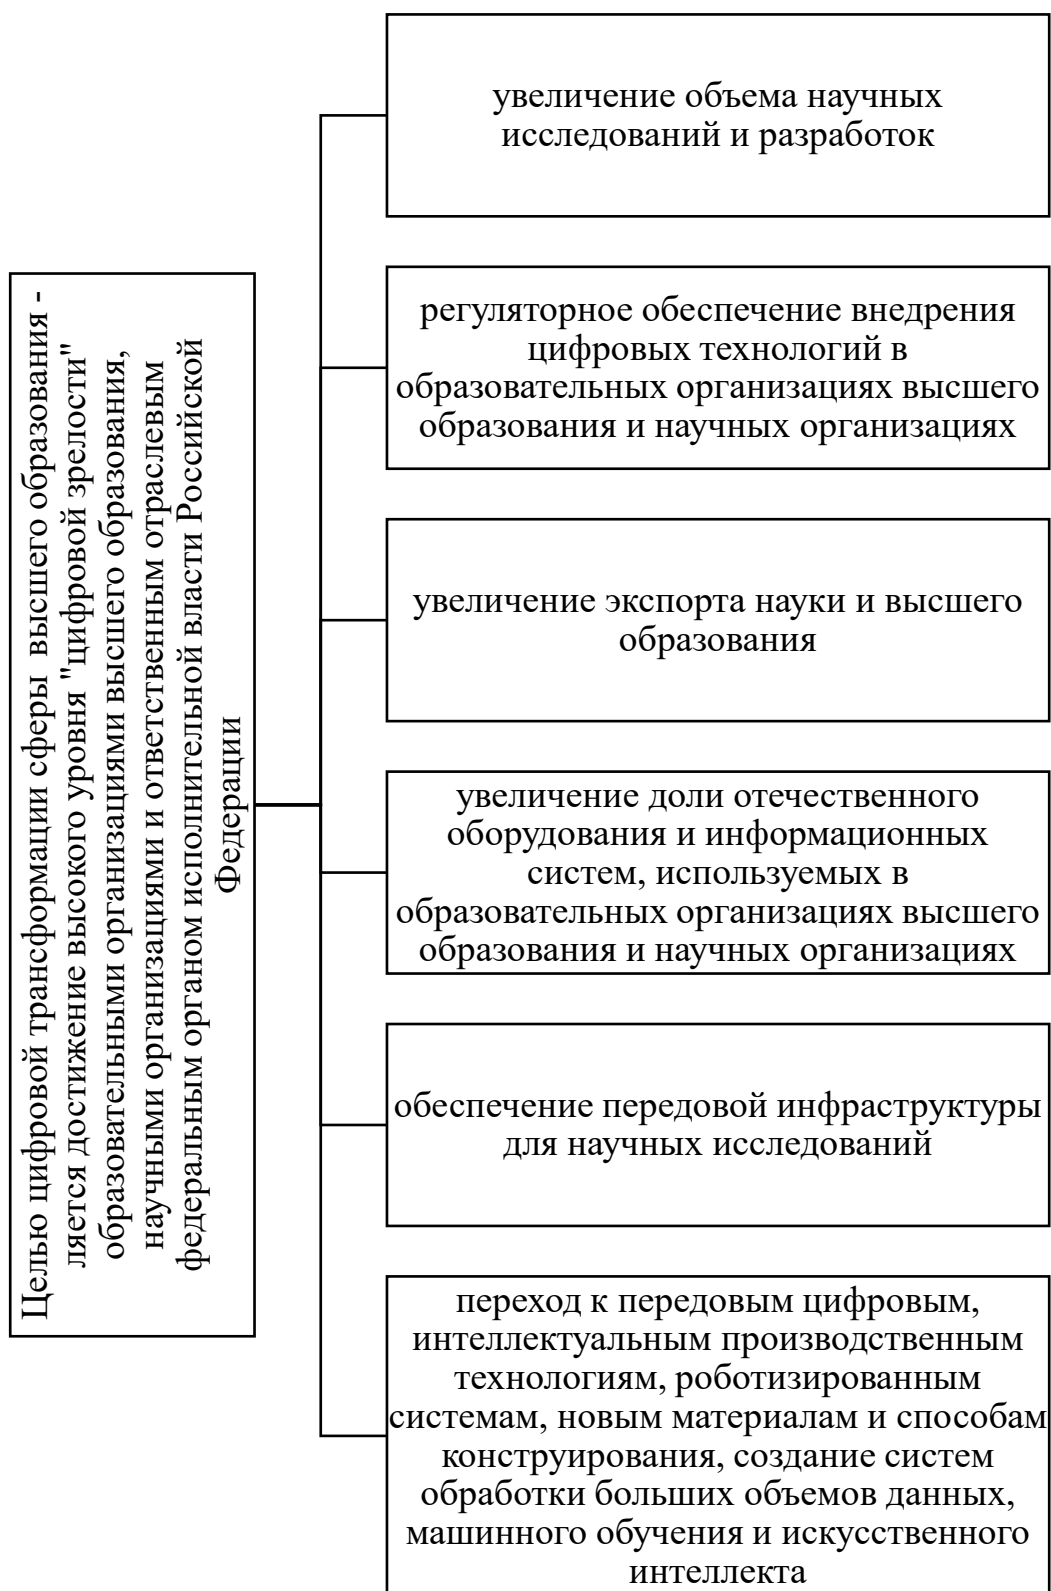 Целью цифровой трансформации сферы высшего образования -
ляется достижение высокого уровня "цифровой зрелости"
образовательными организациями высшего образования,
научными организациями и ответственным отраслевым
федеральным органом исполнительной власти Российской
Федерации
увеличение объема научных
исследований и разработок
регуляторное обеспечение внедрения
цифровых технологий в
образовательных организациях высшего
образования и научных организациях
увеличение экспорта науки и высшего
образования
увеличение доли отечественного
оборудования и информационных
систем, используемых в
образовательных организациях высшего
образования и научных организациях
обеспечение передовой инфраструктуры
для научных исследований
переход к передовым цифровым,
интеллектуальным производственным
технологиям, роботизированным
системам, новым материалам и способам
конструирования, создание систем
обработки больших объемов данных,
машинного обучения и искусственного
интеллекта